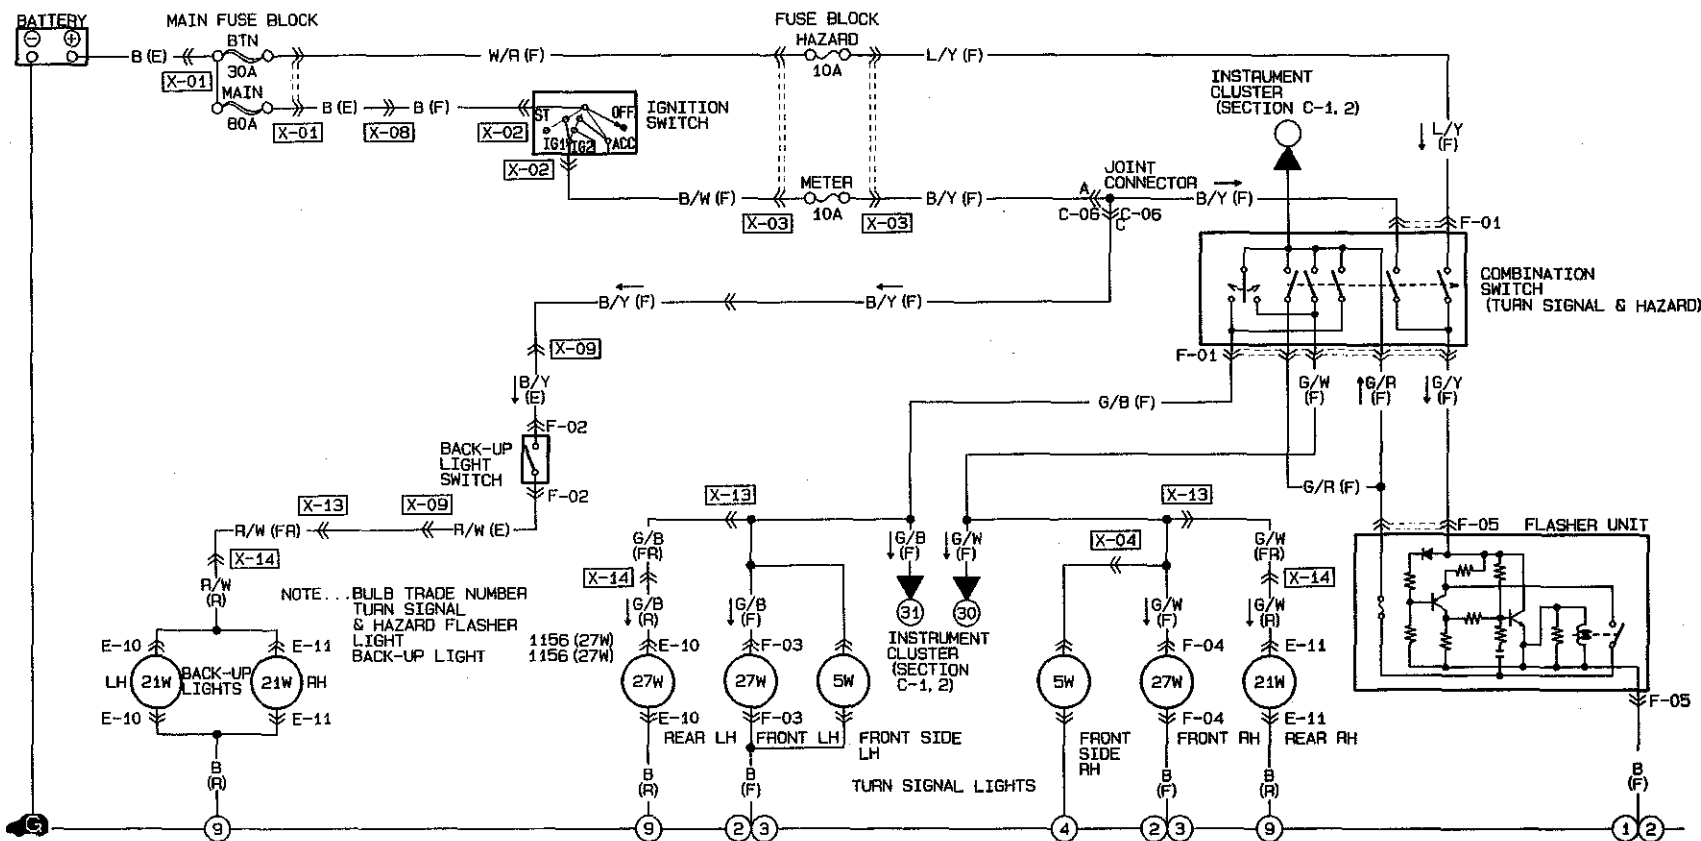 BATTERY
MAIN FUSE BLOCK
FUSE BLOCK
BTN
30A
HAZARD
10A
B (E)
W/R (F)
L/Y (F)
X-01
MAIN
80A
B (E)
B (F)
X-01
X-08
X-02
ST
OFF
IG1
IG2
ACC
IGNITION
SWITCH
X-02
INSTRUMENT
CLUSTER
(SECTION C-1, 2)
L/Y
(F)
B/W (F)
METER
10A
B/Y (F)
X-03
X-03
A
JOINT
CONNECTOR
B/Y (F)
C-06
C-06
C
F-01
COMBINATION
SWITCH
(TURN SIGNAL & HAZARD)
B/Y (F)
B/Y (F)
X-09
B/Y
(E)
F-01
G/W
(F)
G/R
(F)
G/Y
(F)
G/B (F)
F-02
BACK-UP
LIGHT
SWITCH
F-02
G/R (F)
X-13
X-09
R/W (FR)
R/W (E)
X-13
X-13
X-14
R/W
(R)
G/B
(FR)
G/B
(F)
G/W
(F)
X-04
G/W
(FR)
F-05
FLASHER UNIT
X-14
X-14
NOTE...BULB TRADE NUMBER
TURN SIGNAL
& HAZARD FLASHER
LIGHT 1156 (27W)
BACK-UP LIGHT 1156 (27W)
G/B
(R)
G/B
(F)
31
30
INSTRUMENT
CLUSTER
(SECTION
C-1, 2)
G/W
(F)
G/W
(R)
E-10
E-11
E-10
F-03
F-04
E-11
LH
21W
BACK-UP
LIGHTS
21W
RH
27W
27W
5W
5W
27W
21W
E-10
E-11
E-10
F-03
F-04
E-11
F-05
REAR LH
FRONT LH
FRONT SIDE
LH
FRONT
SIDE
RH
FRONT RH
REAR RH
TURN SIGNAL LIGHTS
B
(R)
B
(R)
B
(F)
B
(F)
B
(R)
B
(F)
G
9
9
2
3
4
2
3
9
1
2